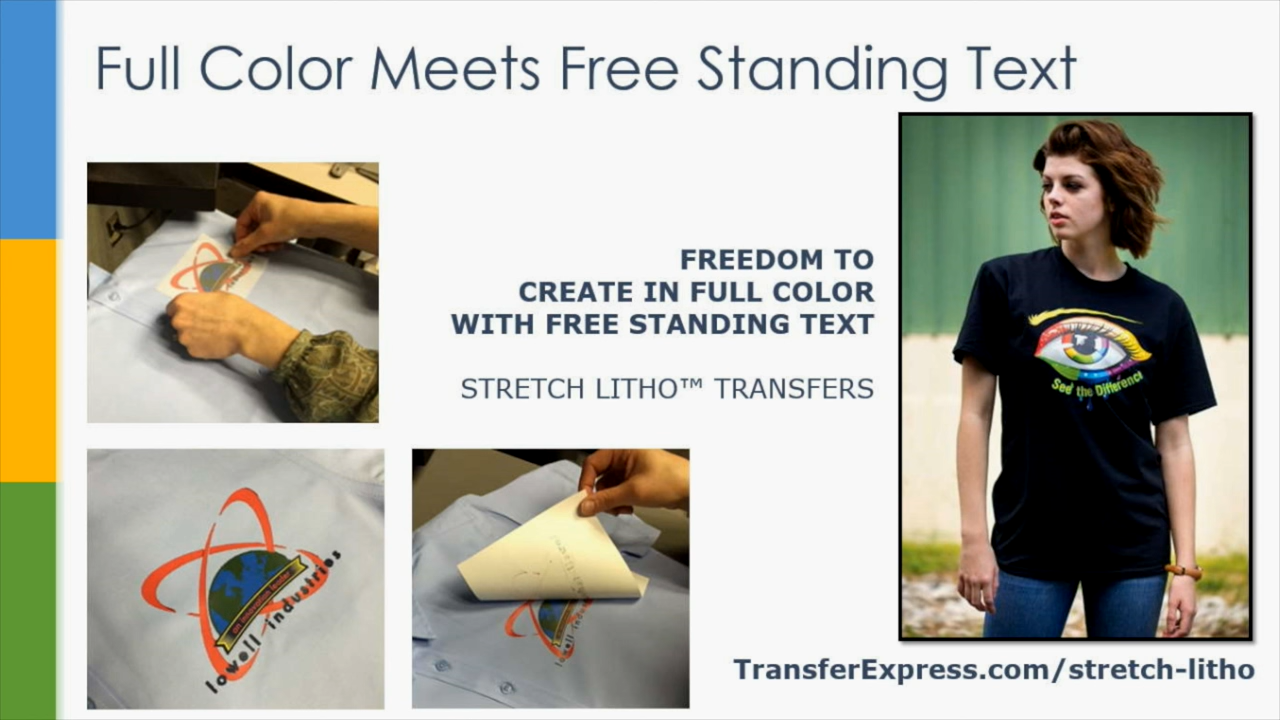 Full Color Meets Free Standing Text
FREEDOM TO
CREATE IN FULL COLOR
WITH FREE STANDING TEXT
STRETCH LITHO™ TRANSFERS
See the Difference
lowell industries
TransferExpress.com/stretch-litho